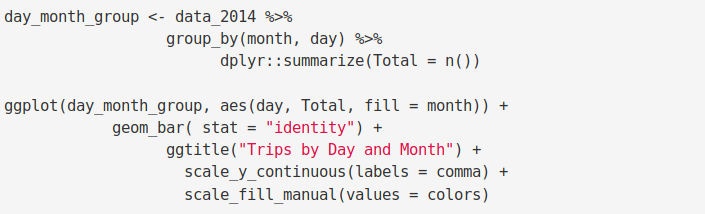 day_month_group <- data_2014 %>%
                  group_by(month, day) %>%
                        dplyr::summarize(Total = n())

ggplot(day_month_group, aes(day, Total, fill = month)) +
            geom_bar( stat = "identity") +
                  ggtitle("Trips by Day and Month") +
                    scale_y_continuous(labels = comma) +
                    scale_fill_manual(values = colors)